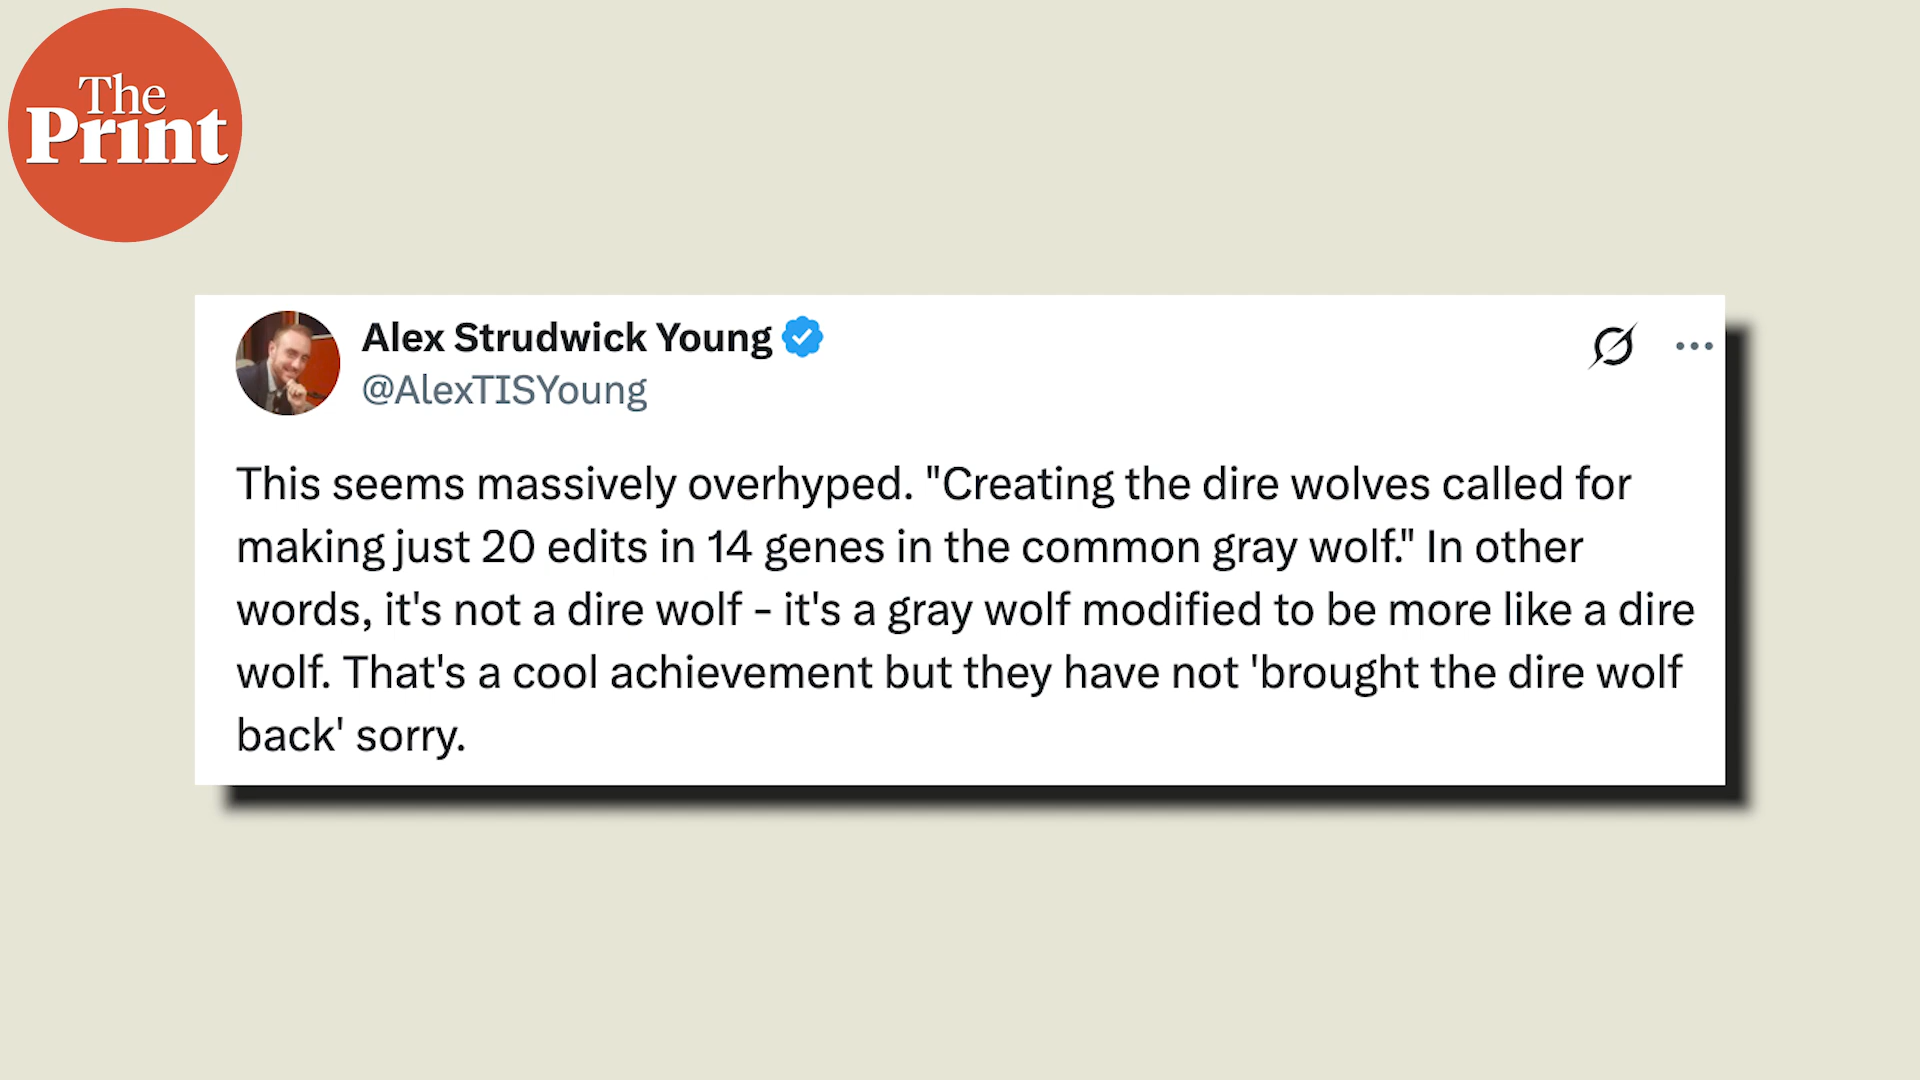 The
Print
Alex Strudwick Young
@AlexTISYoung
This seems massively overhyped. "Creating the dire wolves called for
making just 20 edits in 14 genes in the common gray wolf." In other
words, it's not a dire wolf - it's a gray wolf modified to be more like a dire
wolf. That's a cool achievement but they have not 'brought the dire wolf
back' sorry.